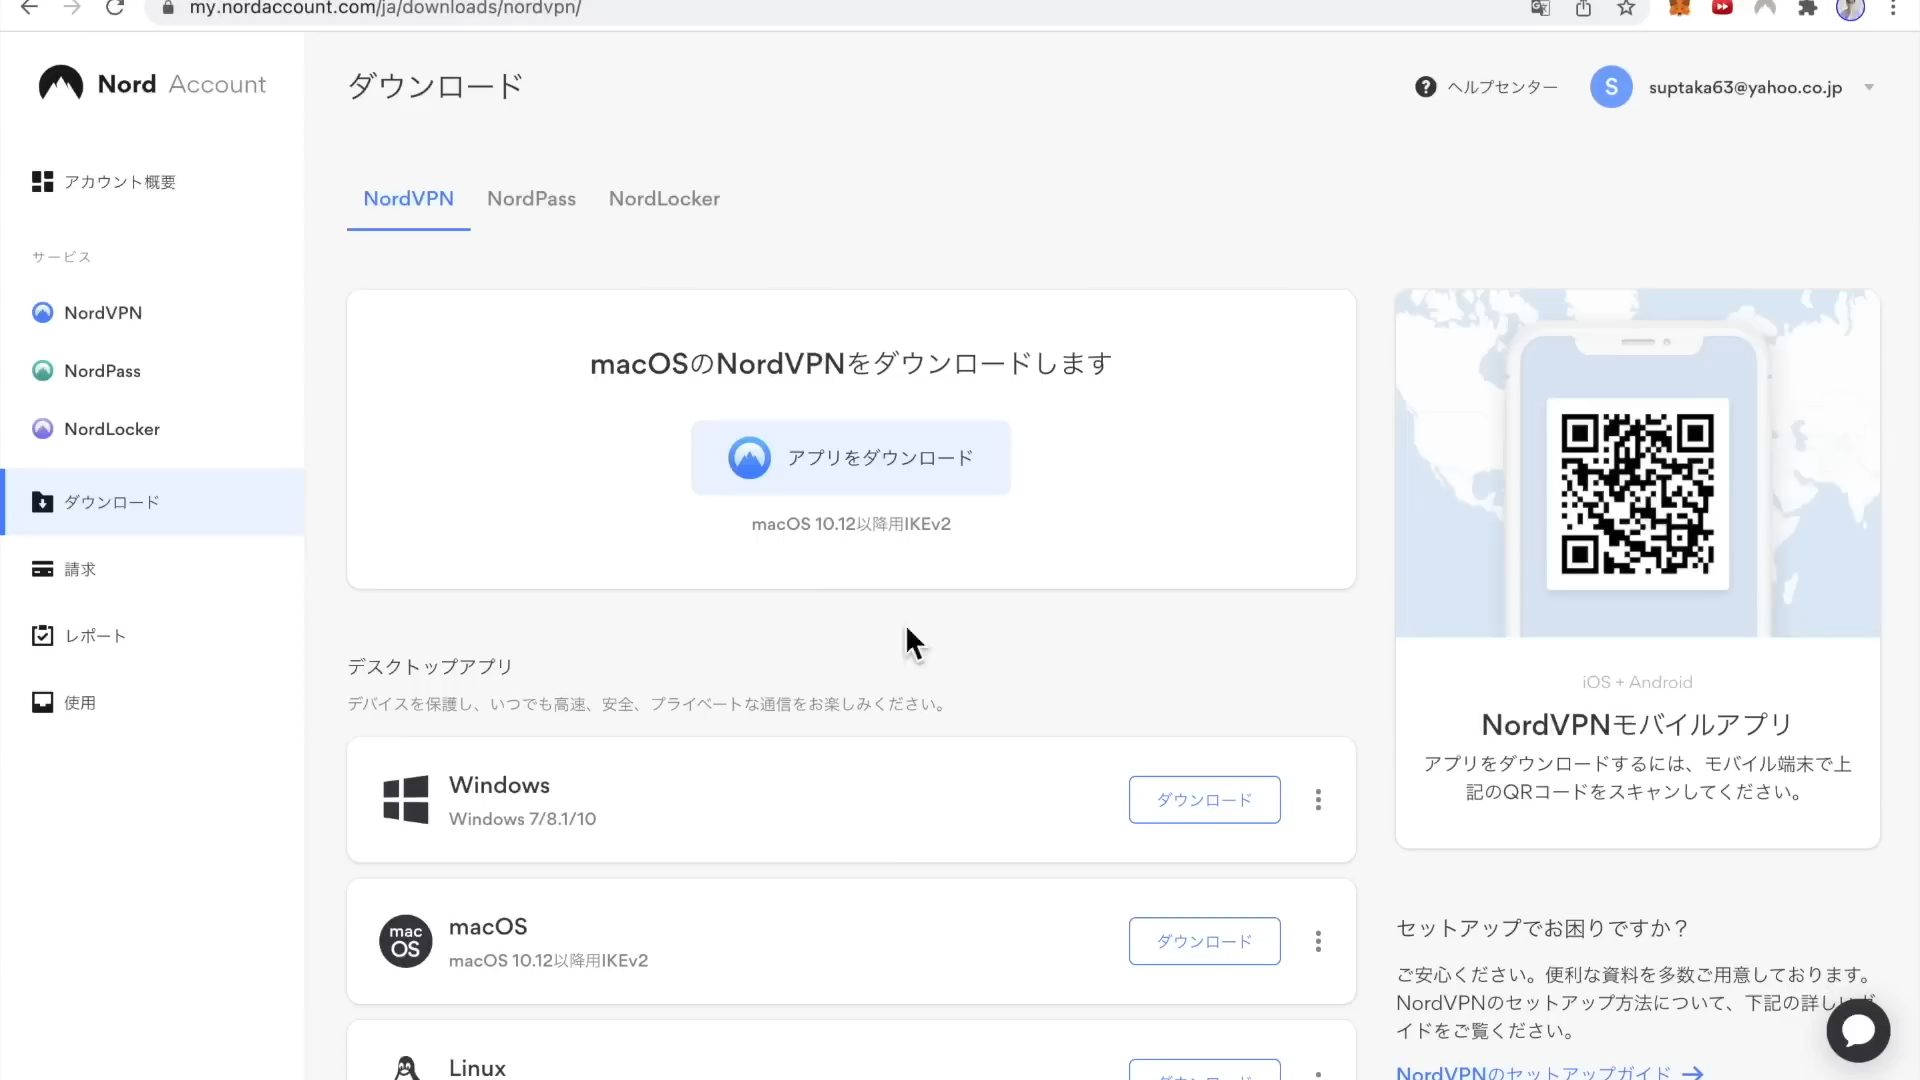 my.nordaccount.com/ja/downloads/nordvpn/
Nord Account
ダウンロード
ヘルプセンター
S
suptaka63@yahoo.co.jp
アカウント概要
サービス
NordVPN
NordPass
NordLocker
ダウンロード
請求
レポート
使用
NordVPN NordPass NordLocker
macOSのNordVPNをダウンロードします
アプリをダウンロード
macOS 10.12以降用IKEv2
デスクトップアプリ
デバイスを保護し、いつでも高速、安全、プライベートな通信をお楽しみください。
Windows
Windows 7/8.1/10
ダウンロード
mac
OS
macOS
macOS 10.12以降用IKEv2
ダウンロード
Linux
ダウンロード
iOS + Android
NordVPNモバイルアプリ
アプリをダウンロードするには、モバイル端末で上
記のQRコードをスキャンしてください。
セットアップでお困りですか？
ご安心ください。便利な資料を多数ご用意しております。
NordVPNのセットアップ方法について、下記の詳しいガ
イドをご覧ください。
NordVPNのセットアップガイド